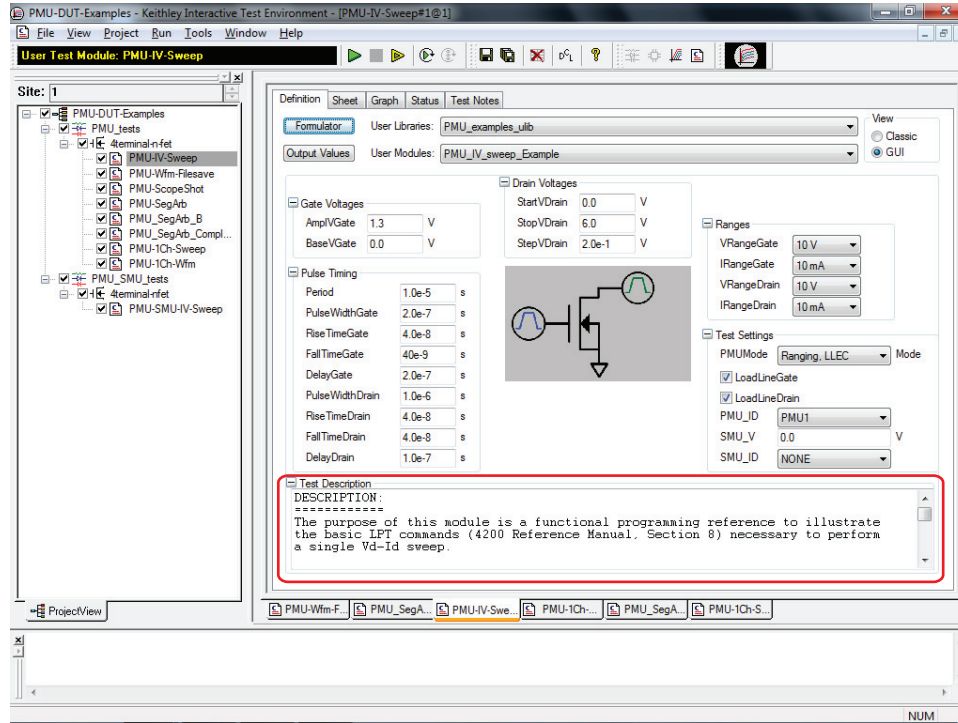 PMU-DUT-Examples - Keithley Interactive Test Environment - [PMU-IV-Sweep#1@1]
File View Project Run Tools Window Help
User Test Module: PMU-IV-Sweep
Site: 1
PMU-DUT-Examples
PMU_tests
4terminal-n-fet
PMU-IV-Sweep
PMU-Wfm-Filesave
PMU-ScopeShot
PMU-SegArb
PMU_SegArb_B
PMU_SegArb_Compl...
PMU-1Ch-Sweep
PMU-1Ch-Wfm
PMU_SMU_tests
4terminal-nfet
PMU-SMU-IV-Sweep
ProjectView
Definition Sheet Graph Status Test Notes
Formulator User Libraries: PMU_examples_ulib
Output Values User Modules: PMU_IV_sweep_Example
View
Classic
GUI
Gate Voltages
AmplVGate 1.3 V
BaseVGate 0.0 V
Drain Voltages
StartVDrain 0.0 V
StopVDrain 6.0 V
StepVDrain 2.0e-1 V
Ranges
VRangeGate 10 V
IRangeGate 10 mA
VRangeDrain 10 V
IRangeDrain 10 mA
Pulse Timing
Period 1.0e-5 s
PulseWidthGate 2.0e-7 s
RiseTimeGate 4.0e-8 s
FallTimeGate 40e-9 s
DelayGate 2.0e-7 s
PulseWidthDrain 1.0e-6 s
RiseTimeDrain 4.0e-8 s
FallTimeDrain 4.0e-8 s
DelayDrain 1.0e-7 s
Test Settings
PMUMode Ranging, LLEC Mode
LoadLineGate
LoadLineDrain
PMU_ID PMU1
SMU_V 0.0 V
SMU_ID NONE
Test Description
DESCRIPTION:
============
The purpose of this module is a functional programming reference to illustrate
the basic LPT commands (4200 Reference Manual, Section 8) necessary to perform
a single Vd-Id sweep.
PMU-Wfm-F... PMU_SegA... PMU-IV-Swe... PMU-1Ch-... PMU_SegA... PMU-1Ch-S...
NUM